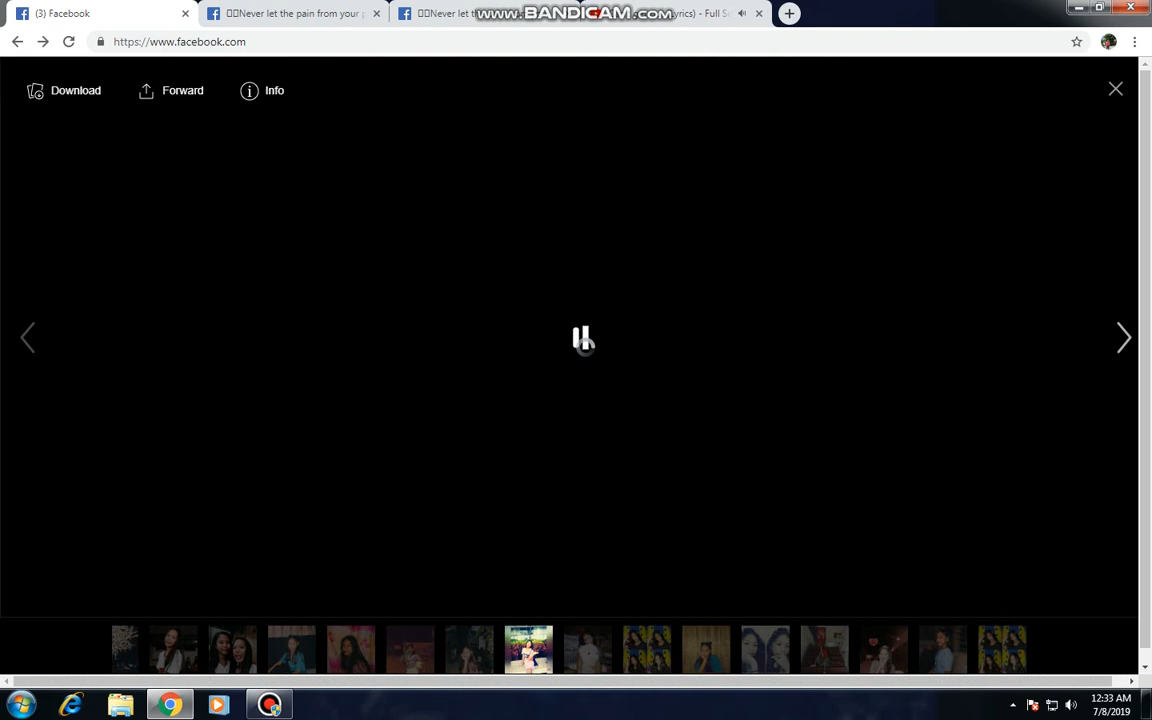 (3) Facebook
Never let the pain from your
Never let
www.BANDICAM.com
yrics) - Full S
https://www.facebook.com
Download
Forward
Info
12:33 AM
7/8/2019